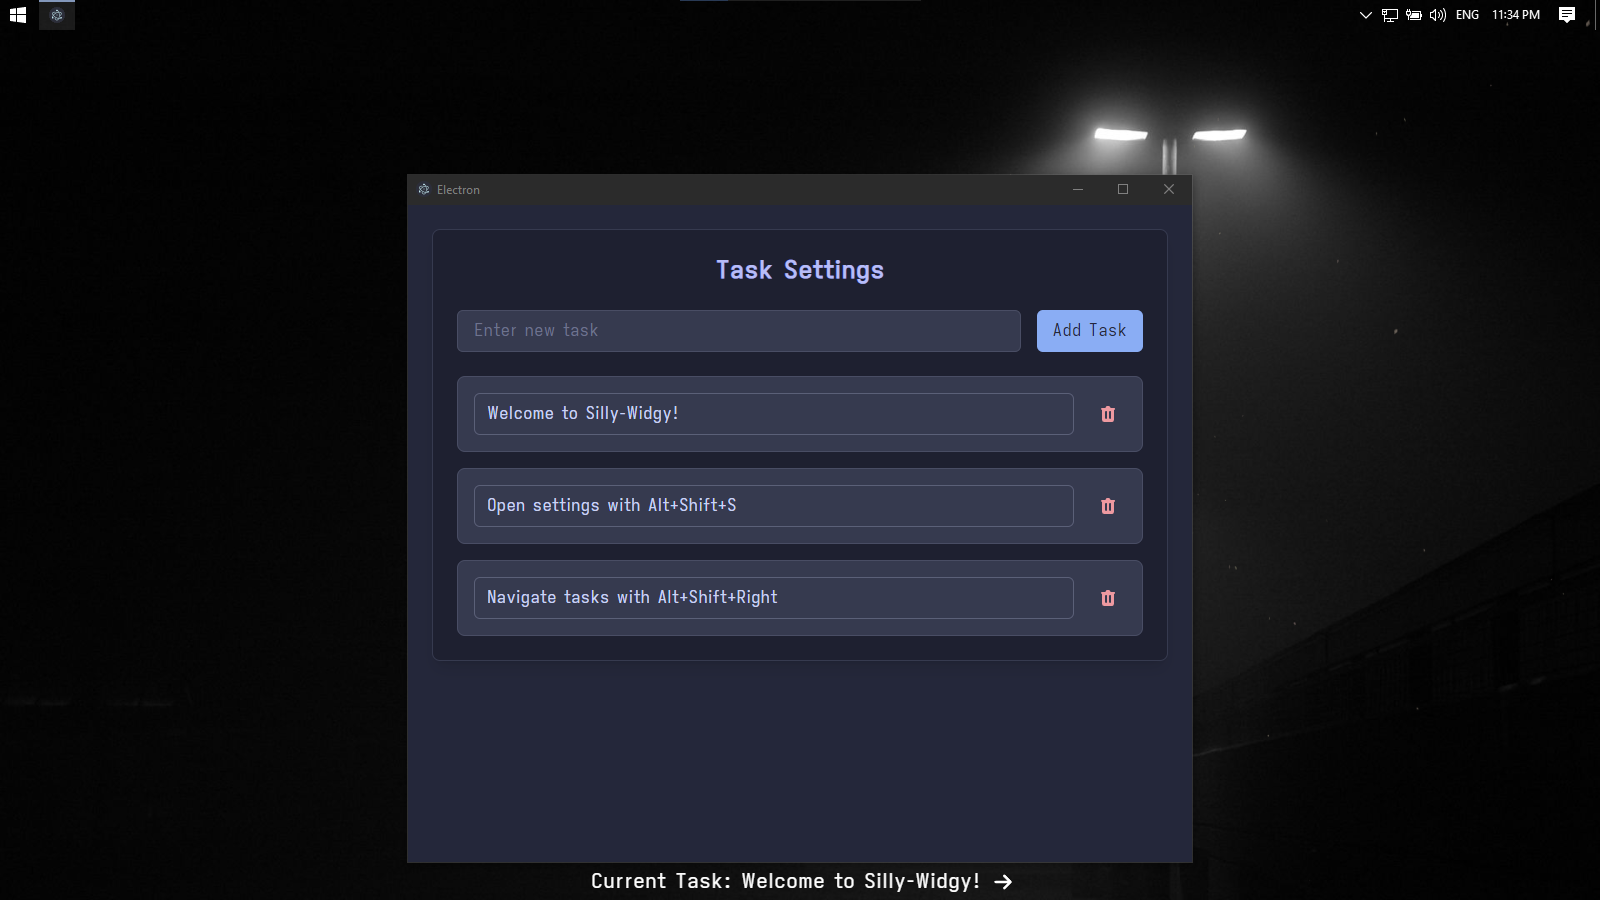 ENG 11:34 PM
Electron
Task Settings
Enter new task
Add Task
Welcome to Silly-Widgy!
Open settings with Alt+Shift+S
Navigate tasks with Alt+Shift+Right
Current Task: Welcome to Silly-Widgy! →